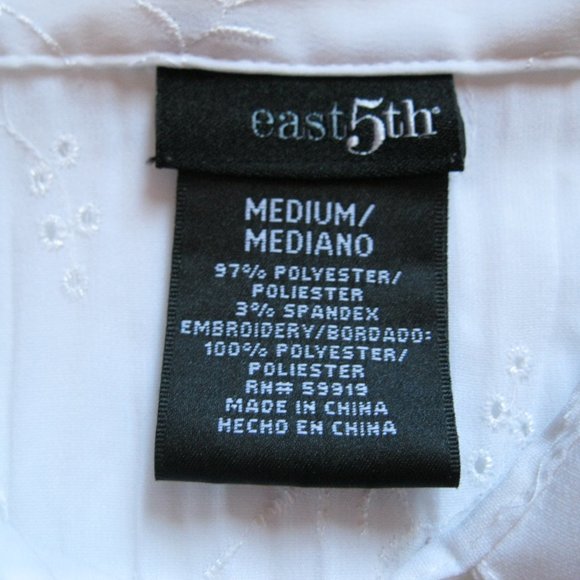 east5th
MEDIUM/
MEDIANO
97% POLYESTER/
POLIESTER
3% SPANDEX
EMBROIDERY/BORDADO:
100% POLYESTER/
POLIESTER
RN# 59919
MADE IN CHINA
HECHO EN CHINA